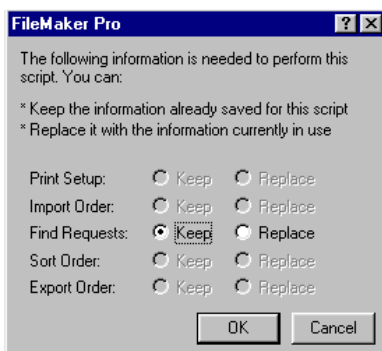 FileMaker Pro
The following information is needed to perform this
script. You can:
* Keep the information already saved for this script
* Replace it with the information currently in use
Print Setup: Keep Replace
Import Order: Keep Replace
Find Requests: Keep Replace
Sort Order: Keep Replace
Export Order: Keep Replace
OK Cancel